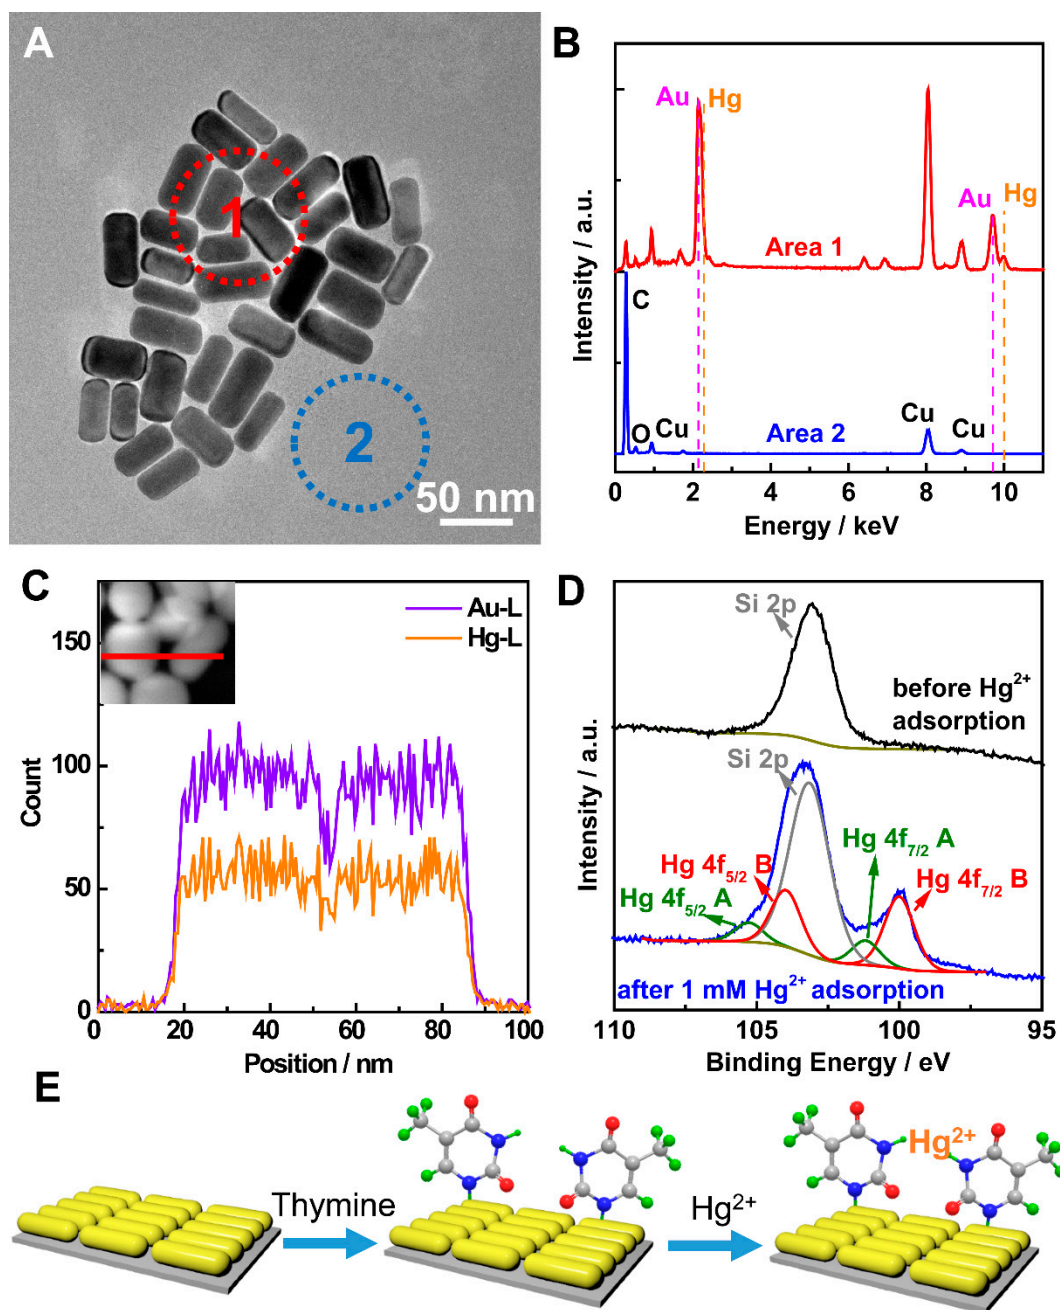 A
1
2
50 nm
B
Intensity / a.u.
Au
Hg
Au
Hg
Area 1
C
O
Cu
Area 2
Cu
Cu
0
2
4
6
8
10
Energy / keV
C
Count
150
100
50
0
Au-L
Hg-L
0
20
40
60
80
100
Position / nm
D
Intensity / a.u.
Si 2p
before Hg²⁺
adsorption
Si 2p
Hg 4f₇/₂ A
Hg 4f₅/₂ B
Hg 4f₇/₂ B
Hg 4f₅/₂ A
after 1 mM Hg²⁺ adsorption
110
105
100
95
Binding Energy / eV
E
Thymine
Hg²⁺
Hg²⁺